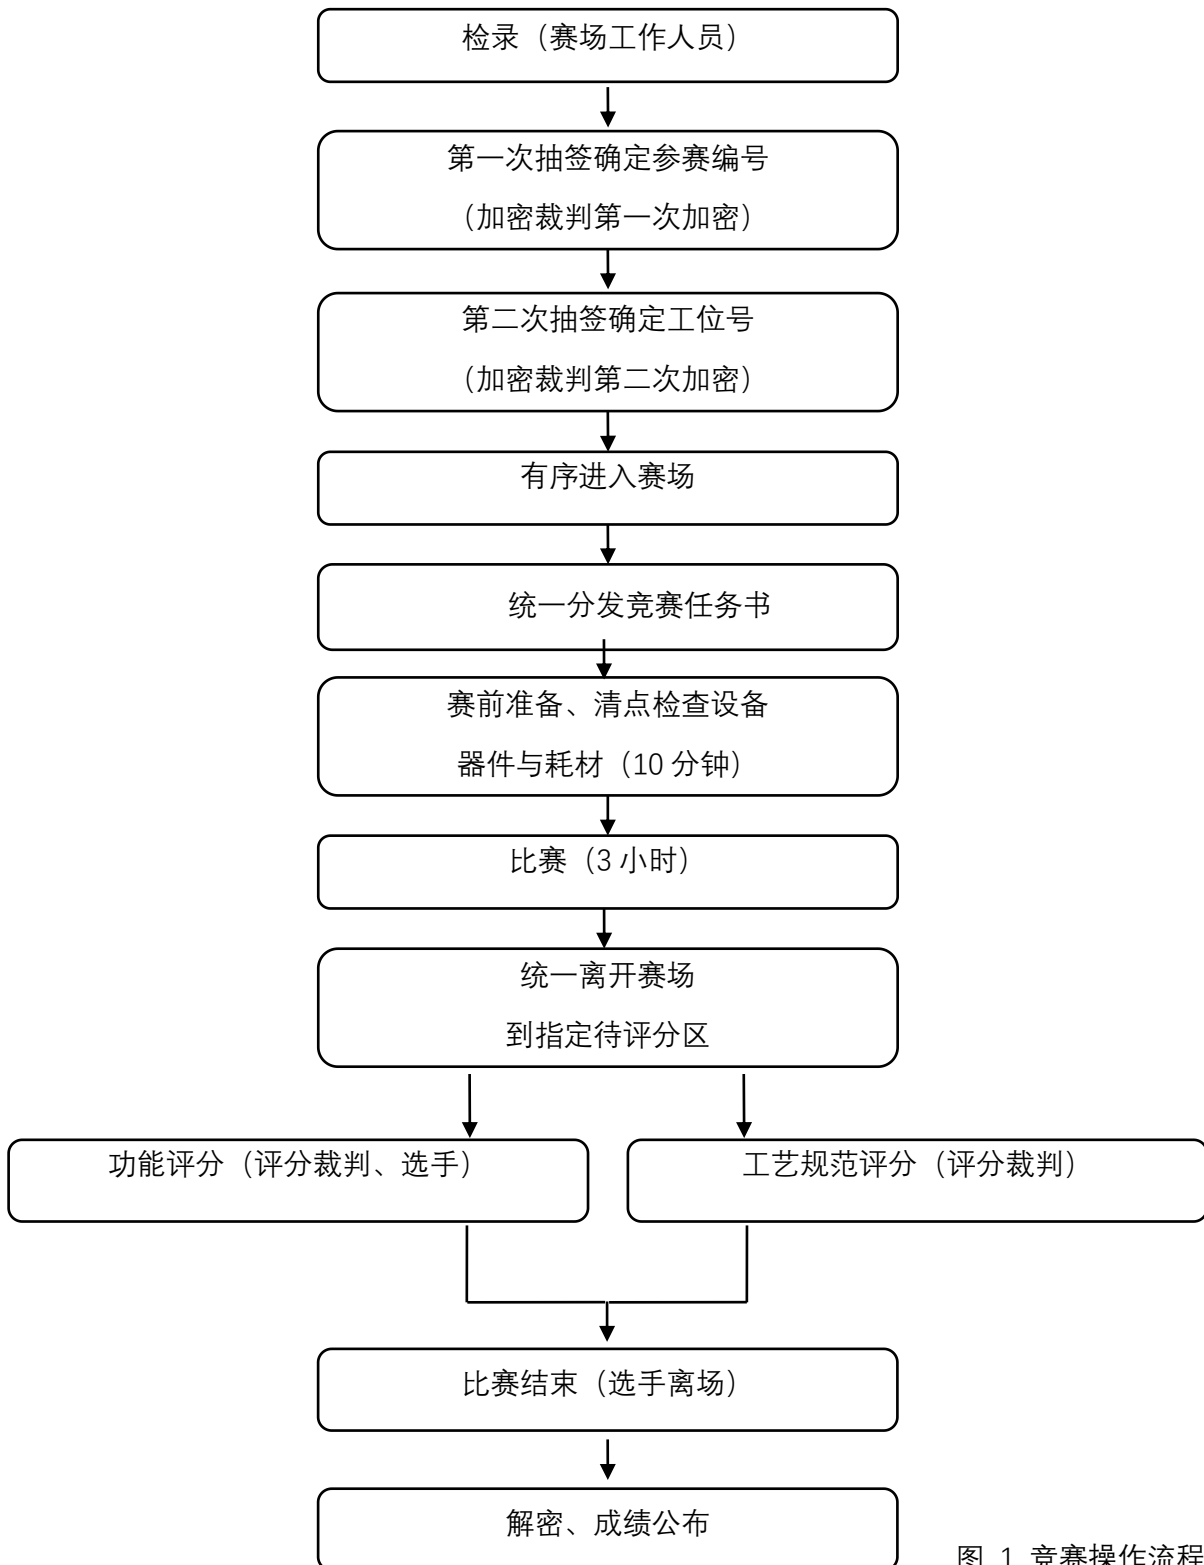 检录（赛场工作人员）
第一次抽签确定参赛编号
（加密裁判第一次加密）
第二次抽签确定工位号
（加密裁判第二次加密）
有序进入赛场
统一分发竞赛任务书
赛前准备、清点检查设备
器件与耗材（10 分钟）
比赛（3 小时）
统一离开赛场
到指定待评分区
功能评分（评分裁判、选手）
工艺规范评分（评分裁判）
比赛结束（选手离场）
解密、成绩公布
图 1 竞赛操作流程